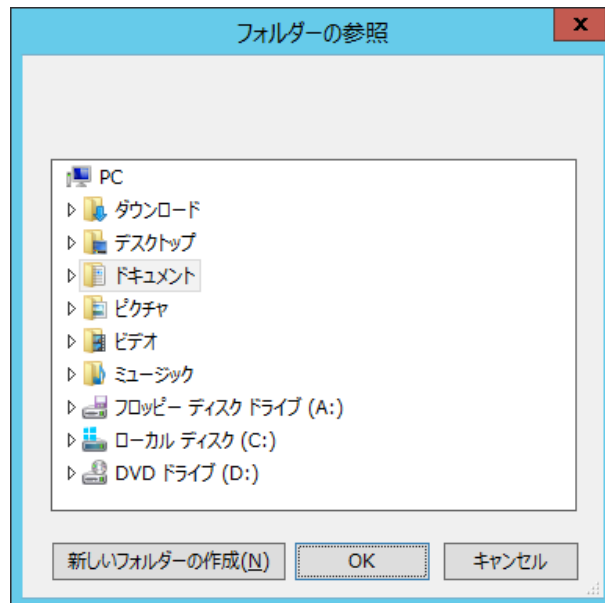 フォルダーの参照
x
PC
ダウンロード
デスクトップ
ドキュメント
ピクチャ
ビデオ
ミュージック
フロッピー ディスク ドライブ (A:)
ローカル ディスク (C:)
DVD ドライブ (D:)
新しいフォルダーの作成(N) OK キャンセル